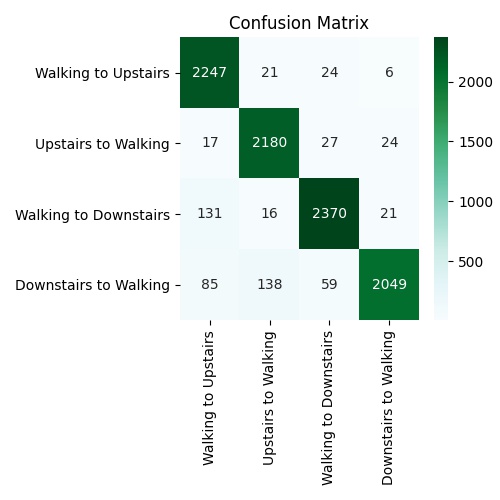 Confusion Matrix
Walking to Upstairs 2247 21 24 6
Upstairs to Walking 17 2180 27 24
Walking to Downstairs 131 16 2370 21
Downstairs to Walking 85 138 59 2049
2000
1500
1000
500
Walking to Upstairs
Upstairs to Walking
Walking to Downstairs
Downstairs to Walking